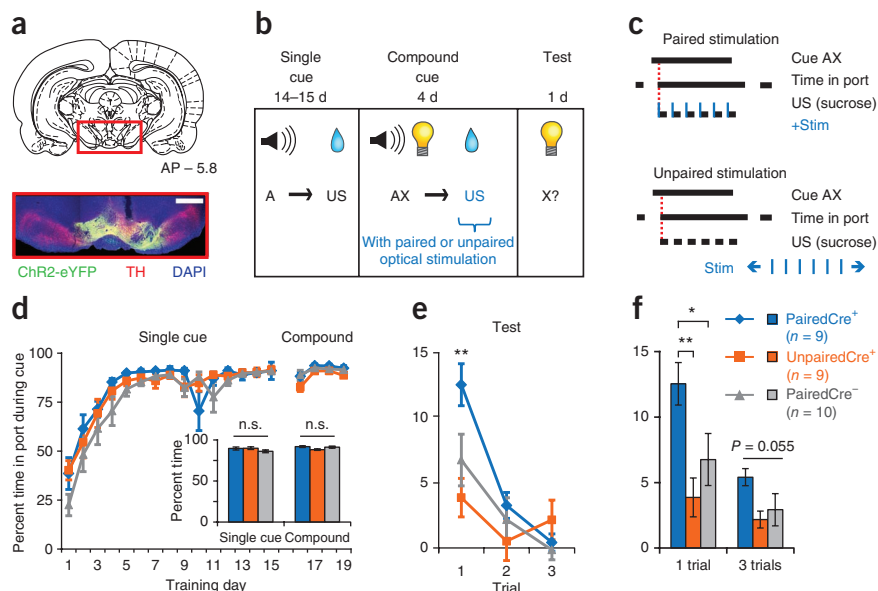 a
AP – 5.8
ChR2-eYFP TH DAPI
b
Single cue 14–15 d
Compound cue 4 d
Test 1 d
A → US
AX → US
X?
With paired or unpaired
optical stimulation
c
Paired stimulation
Cue AX
Time in port
US (sucrose)
+Stim
Unpaired stimulation
Cue AX
Time in port
US (sucrose)
Stim
d
Single cue
Compound
Percent time in port during cue
100
75
50
25
0
1 3 5 7 9 11 13 15 17 19
Training day
n.s. n.s.
Percent time
100
50
0
Single cue Compound
e
Test
**
15
10
5
0
1 2 3
Trial
f
*
**
PairedCre+
(n = 9)
UnpairedCre+
(n = 9)
PairedCre−
(n = 10)
15
10
5
0
P = 0.055
1 trial 3 trials